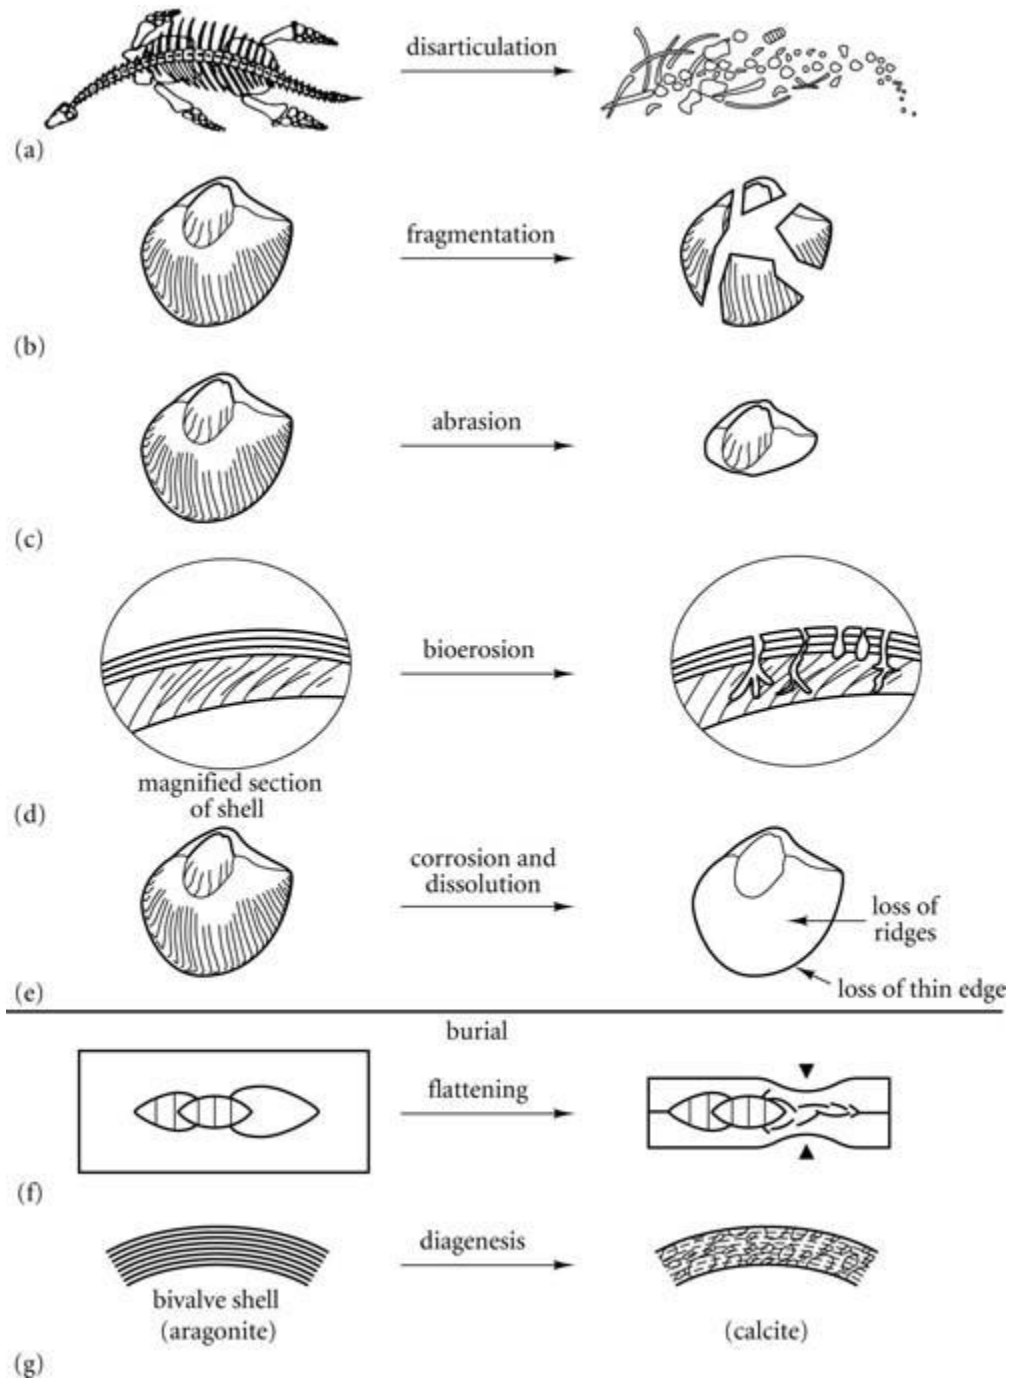 disarticulation
(a)
fragmentation
(b)
abrasion
(c)
bioerosion
magnified section
of shell
(d)
corrosion and
dissolution
loss of
ridges
loss of thin edge
(e)
burial
flattening
(f)
diagenesis
bivalve shell
(aragonite)
(calcite)
(g)